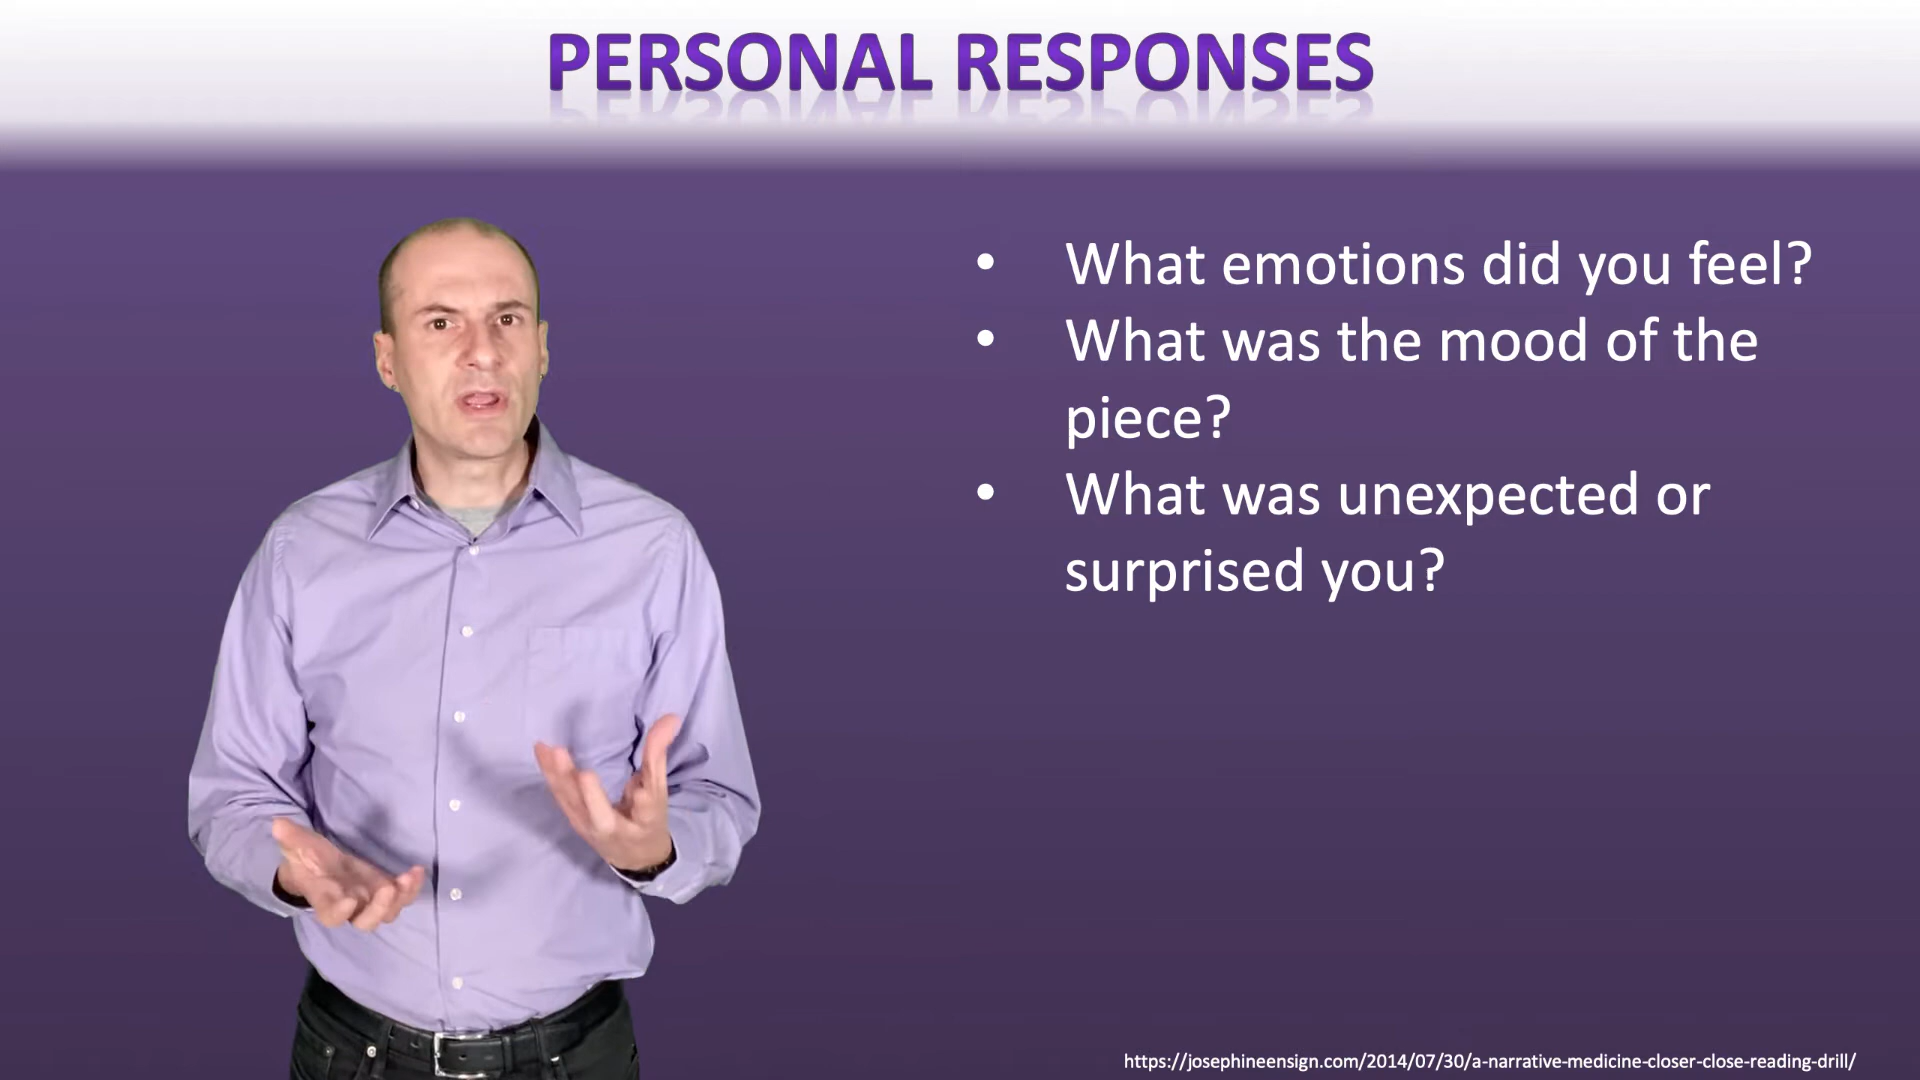 PERSONAL RESPONSES
• What emotions did you feel?
• What was the mood of the
piece?
• What was unexpected or
surprised you?
https://josephineensign.com/2014/07/30/a-narrative-medicine-closer-close-reading-drill/